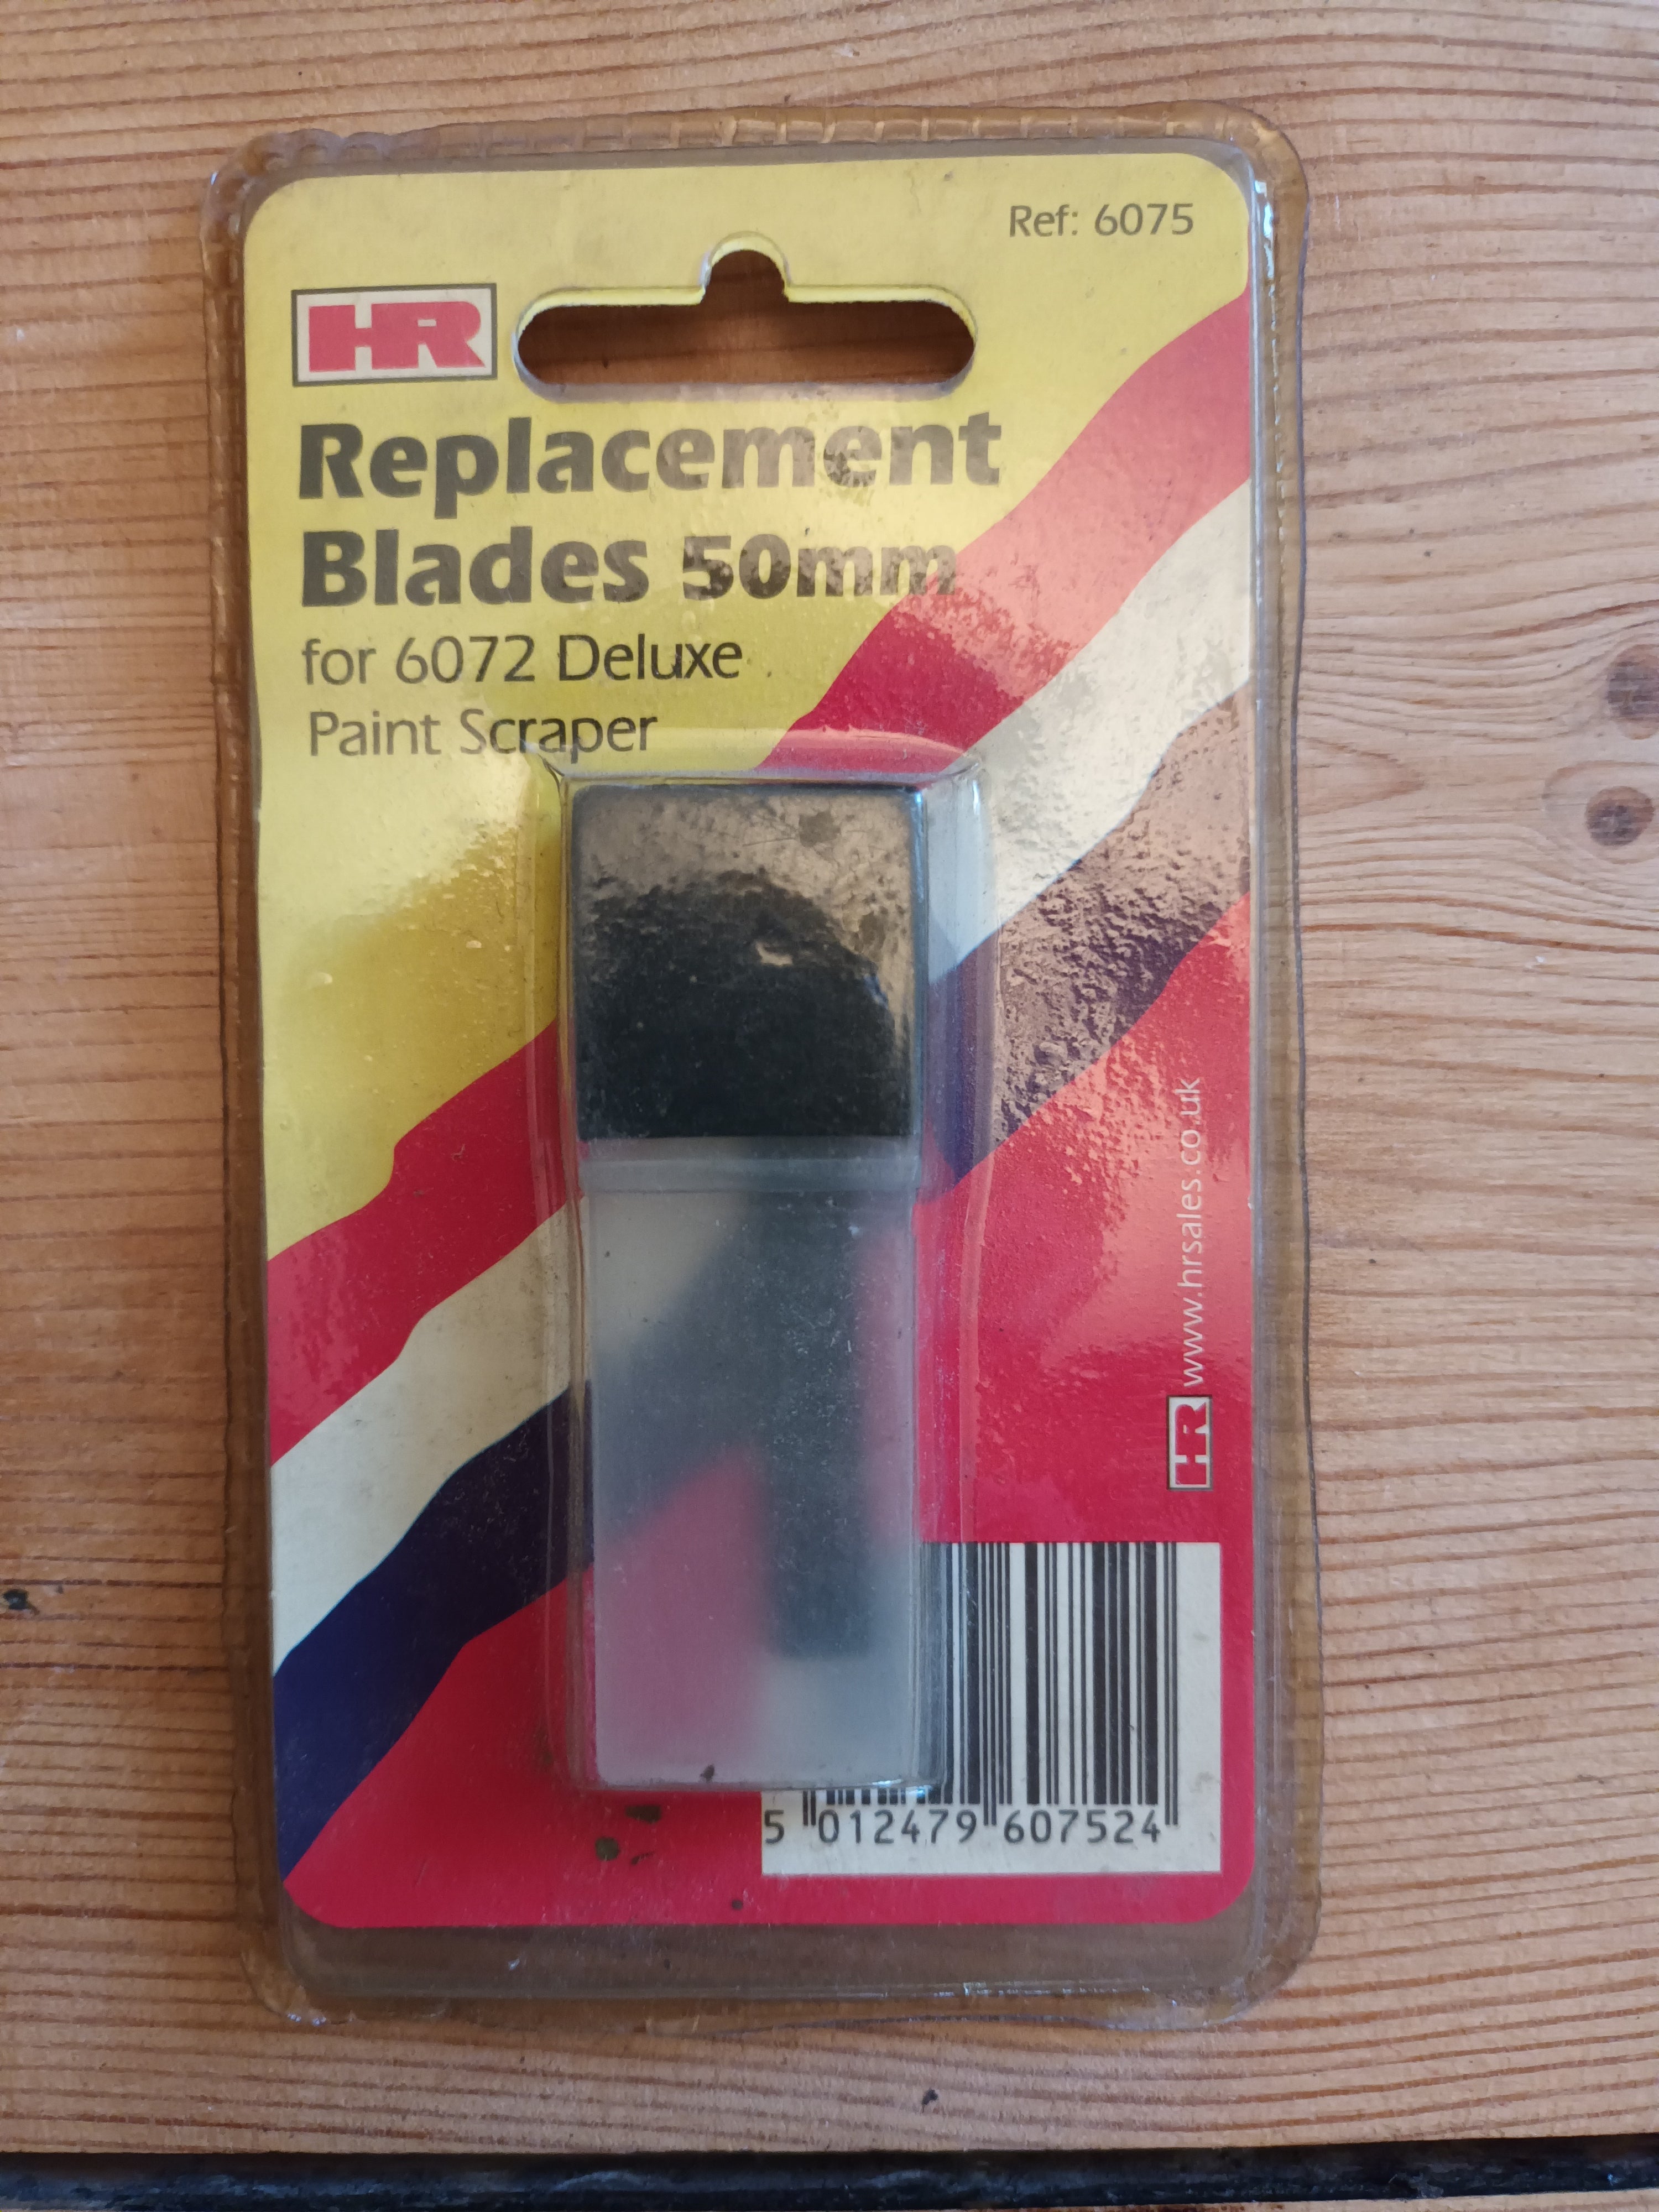 Ref: 6075
HR
Replacement
Blades 50mm
for 6072 Deluxe
Paint Scraper
HR www.hrsales.co.uk
5 012479 607524